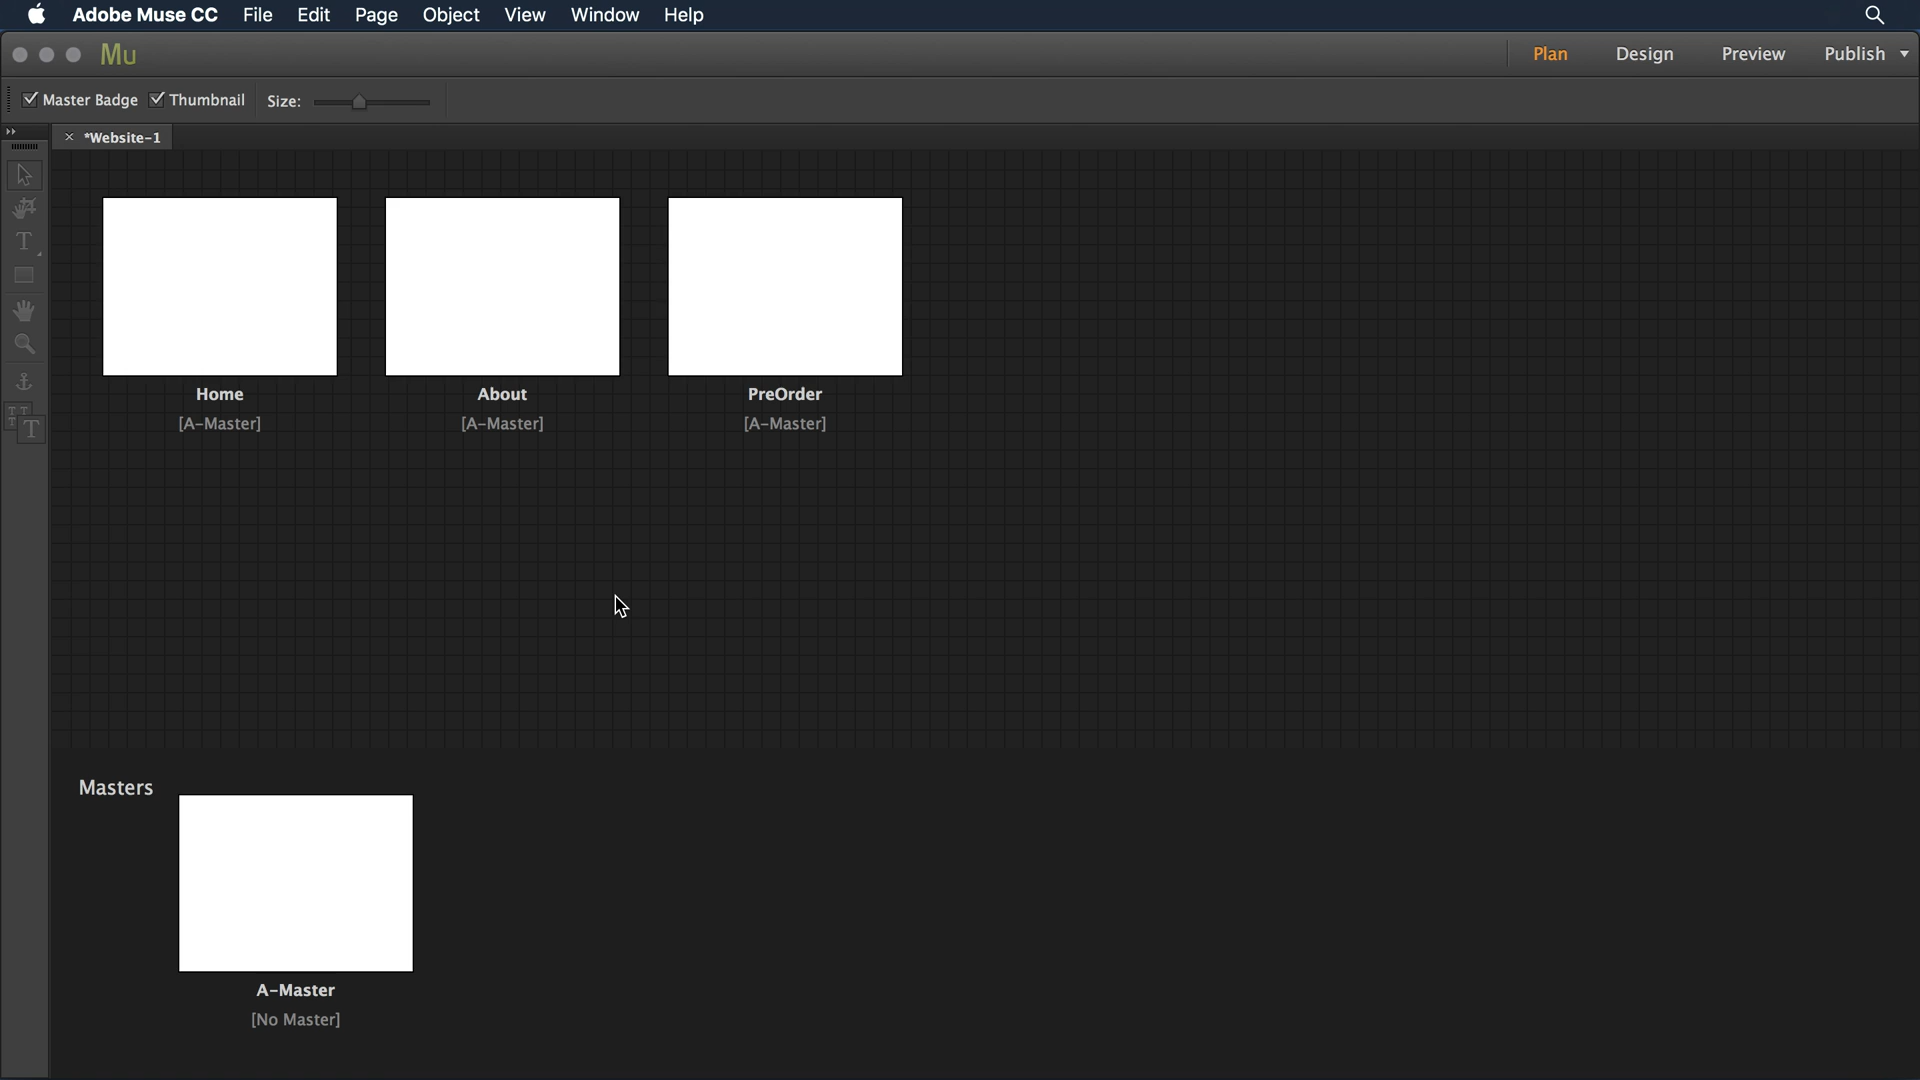 Adobe Muse CC File Edit Page Object View Window Help
Mu Plan Design Preview Publish
Master Badge Thumbnail Size:
*Website-1
Home About PreOrder
[A-Master] [A-Master] [A-Master]
Masters
A-Master
[No Master]